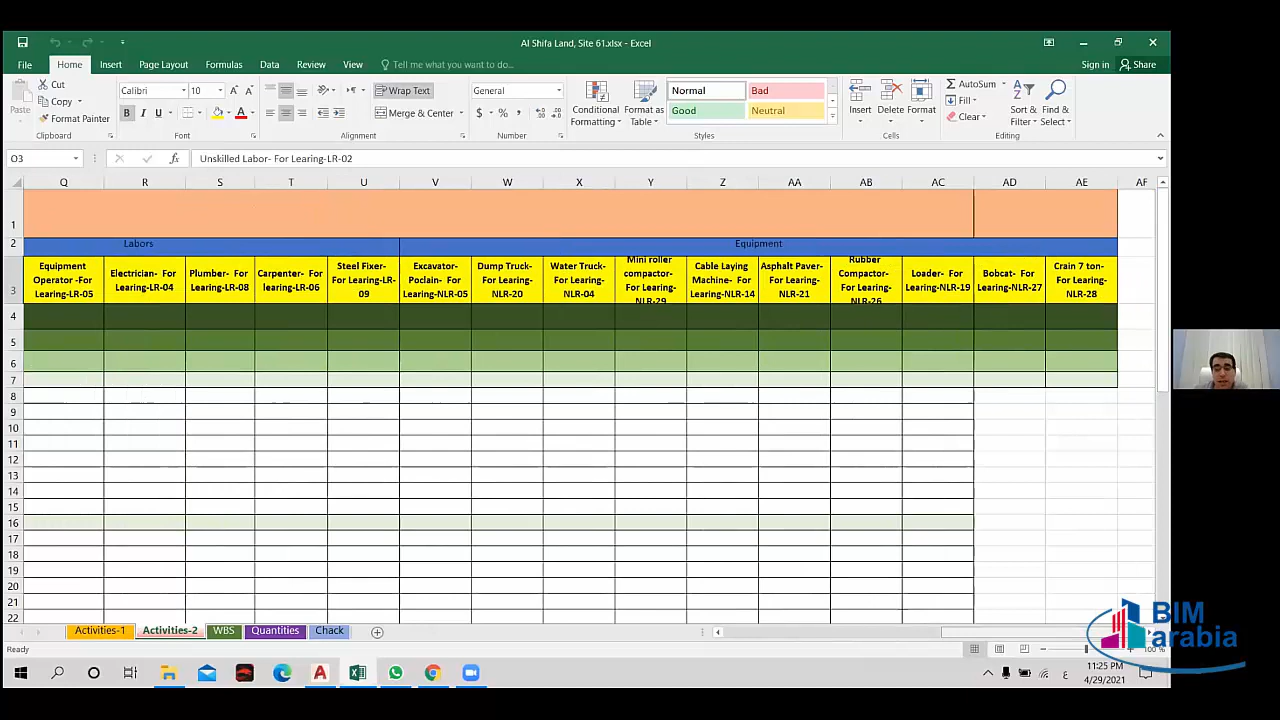 Al Shifa Land, Site 61.xlsx - Excel
File Home Insert Page Layout Formulas Data Review View Tell me what you want to do... Sign in Share
Paste Cut Calibri 10 Wrap Text General Normal Bad AutoSum
Copy Conditional Formatting Format as Table Insert Delete Format Fill Sort & Filter Find & Select
Format Painter B I U Merge & Center $ % Good Neutral Clear
Clipboard Font Alignment Number Styles Cells Editing
O3 fx Unskilled Labor- For Learing-LR-02
Q R S T U V W X Y Z AA AB AC AD AE AF
1
2 Labors Equipment
3
Equipment Operator -For Learing-LR-05
Electrician- For Learing-LR-04
Plumber- For Learing-LR-08
Carpenter- For learing-LR-06
Steel Fixer- For Learing-LR-09
Excavator- Poclain- For Learing-NLR-05
Dump Truck- For Learing- NLR-20
Water Truck- For Learing- NLR-04
Mini roller compactor- For Learing- NLR-29
Cable Laying Machine- For Learing-NLR-14
Asphalt Paver- For Learing- NLR-21
Rubber Compactor- For Learing- NLR-26
Loader- For Learing-NLR-19
Bobcat- For Learing-NLR-27
Crain 7 ton- For Learing- NLR-28
4
5
6
7
8
9
10
11
12
13
14
15
16
17
18
19
20
21
22
Activities-1 Activities-2 WBS Quantities Chack
Ready 100 %
11:25 PM
4/29/2021
ع
BIM
arabia